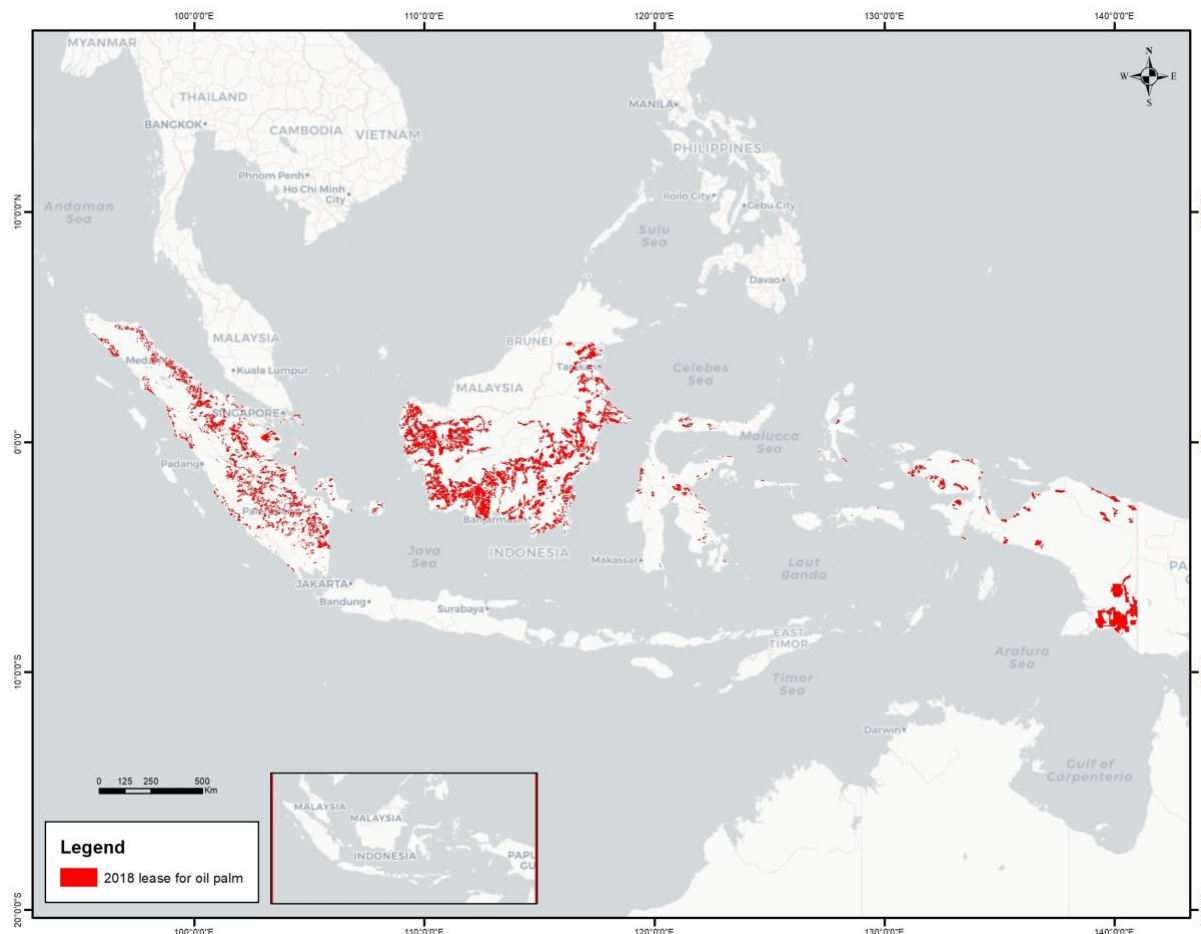 100°0'0"E 110°0'0"E 120°0'0"E 130°0'0"E 140°0'0"E
N
W E
S
MYANMAR
THAILAND
BANGKOK
CAMBODIA
VIETNAM
Phnom Penh
Ho Chi Minh
City
MANILA
PHILIPPINES
Iloilo City
Cebu City
Andaman
Sea
10°0'0"N
Sulu
Sea
Davao
MALAYSIA
Kuala Lumpur
Medan
BRUNEI
Tarakan
Celebes
Sea
MALAYSIA
SINGAPORE
0°0'0"
Molucca
Sea
Padang
Banjarmasin
INDONESIA
Java
Sea
Makassar
Laut
Banda
JAKARTA
Bandung
Surabaya
PA
EAST
TIMOR
Timor
Sea
Arafura
Sea
10°0'0"S
Darwin
Gulf of
Carpenteria
0 125 250 500
Km
MALAYSIA
MALAYSIA
INDONESIA
Legend
2018 lease for oil palm
20°0'0"S
100°0'0"E 110°0'0"E 120°0'0"E 130°0'0"E 140°0'0"E